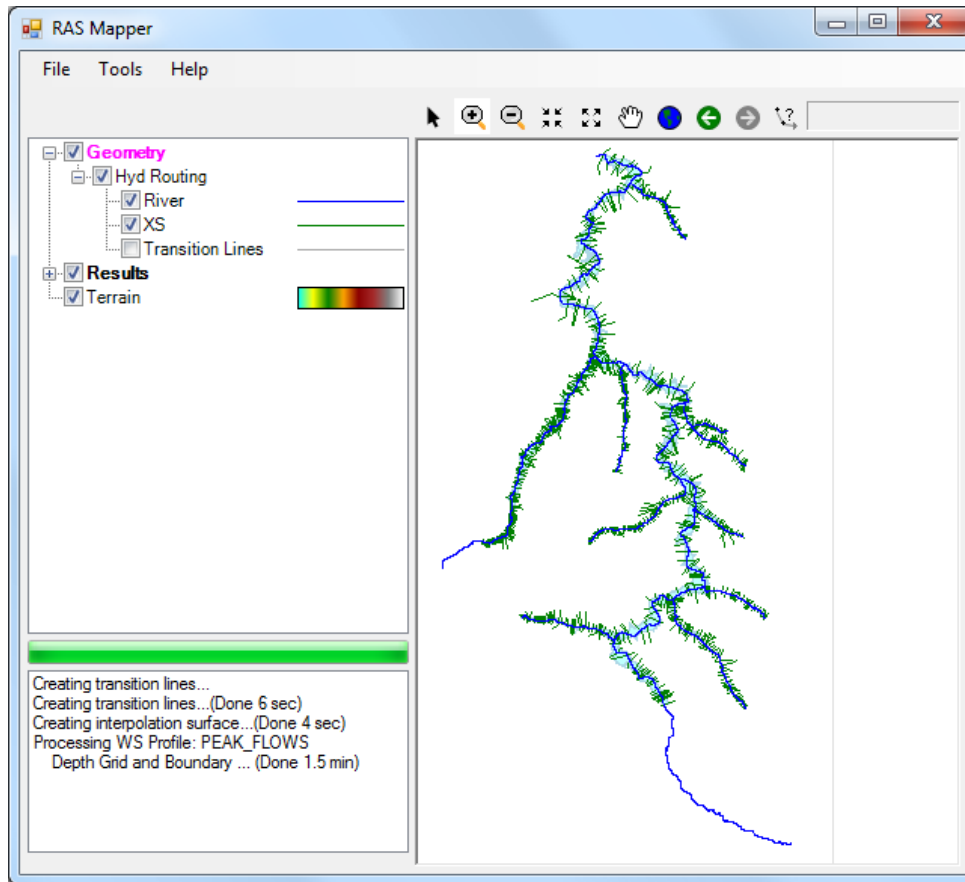 RAS Mapper
File Tools Help
Geometry
Hyd Routing
River
XS
Transition Lines
Results
Terrain
Creating transition lines...
Creating transition lines...(Done 6 sec)
Creating interpolation surface...(Done 4 sec)
Processing WS Profile: PEAK_FLOWS
Depth Grid and Boundary ... (Done 1.5 min)